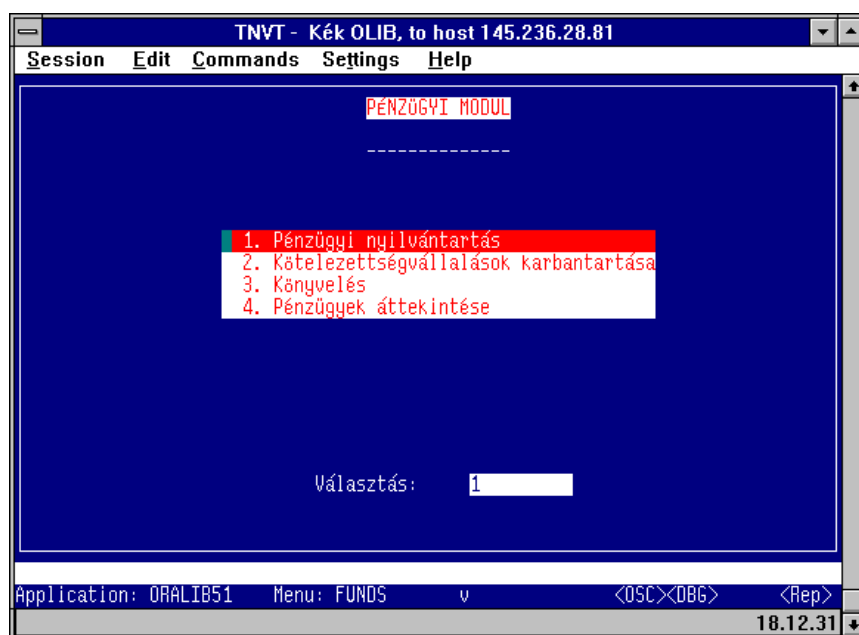 TNVT - Kék OLIB, to host 145.236.28.81
Session Edit Commands Settings Help
PéNZüGYI MODUL
--------------
1. Pénzügyi nyilvántartás
2. Kötelezettségvállalások karbantartása
3. Könyvelés
4. Pénzügyek áttekintése
Választás: 1
Application: ORALIB51 Menu: FUNDS v <OSC><DBG> <Rep>
18.12.31